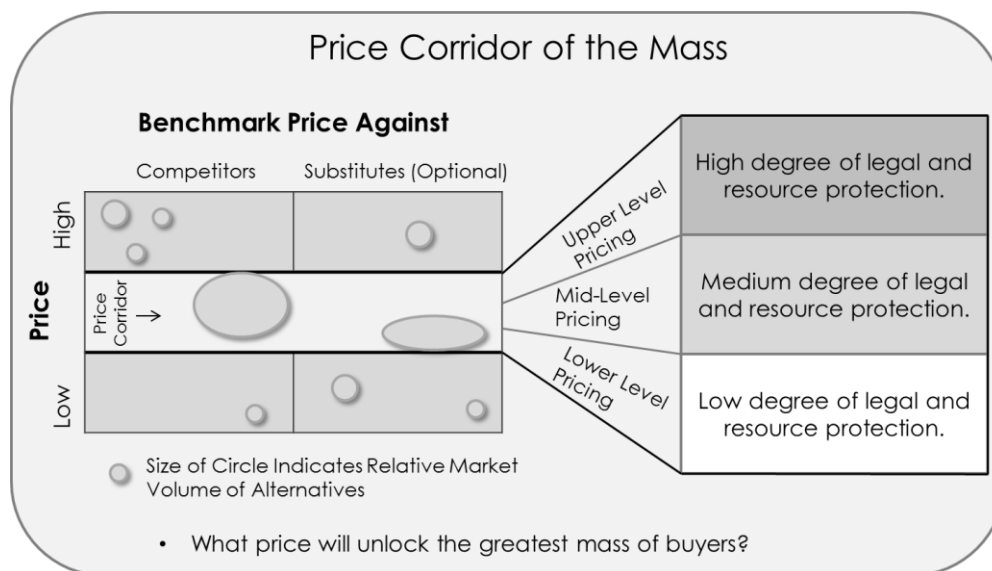 Price Corridor of the Mass
Benchmark Price Against
Competitors
Substitutes (Optional)
Price
High
Low
Price
Corridor
Upper Level
Pricing
Mid-Level
Pricing
Lower Level
Pricing
High degree of legal and
resource protection.
Medium degree of legal
and resource protection.
Low degree of legal and
resource protection.
Size of Circle Indicates Relative Market
Volume of Alternatives
• What price will unlock the greatest mass of buyers?